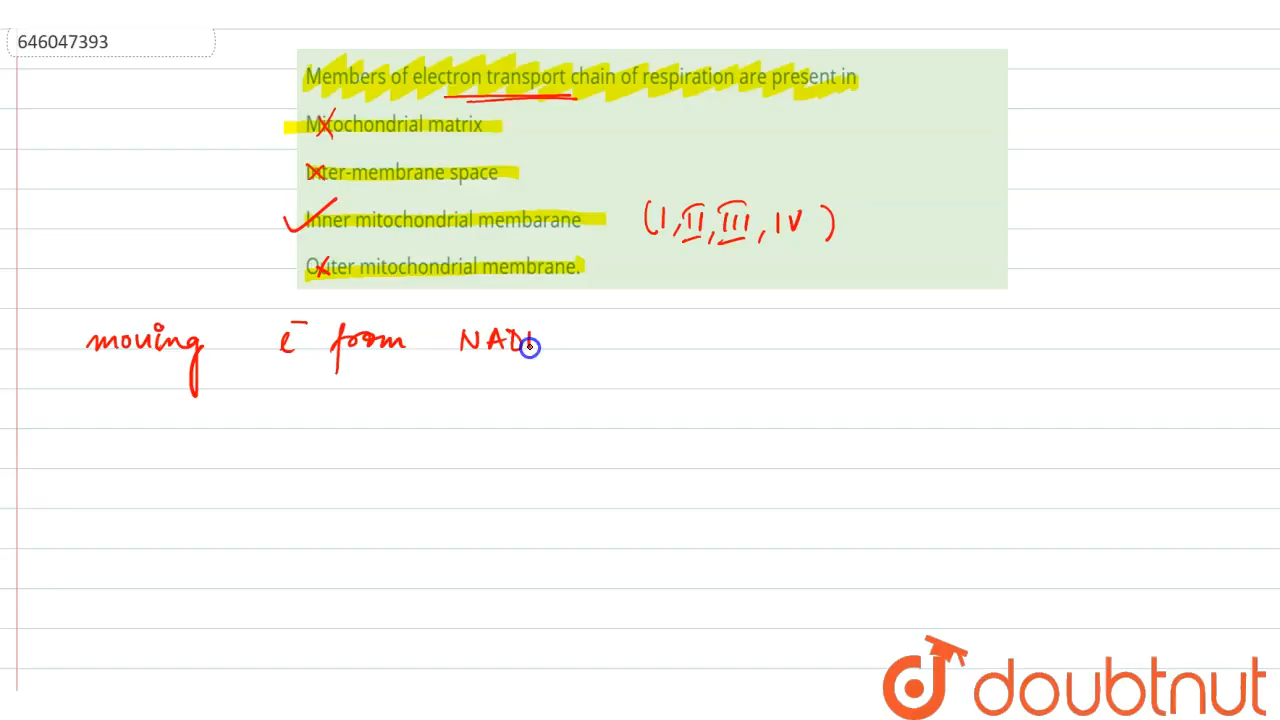 646047393
Members of electron transport chain of respiration are present in
Mitochondrial matrix
Inter-membrane space
Inner mitochondrial membarane (I, II, III, IV)
Outer mitochondrial membrane.
moving e⁻ from NAD
doubtnut